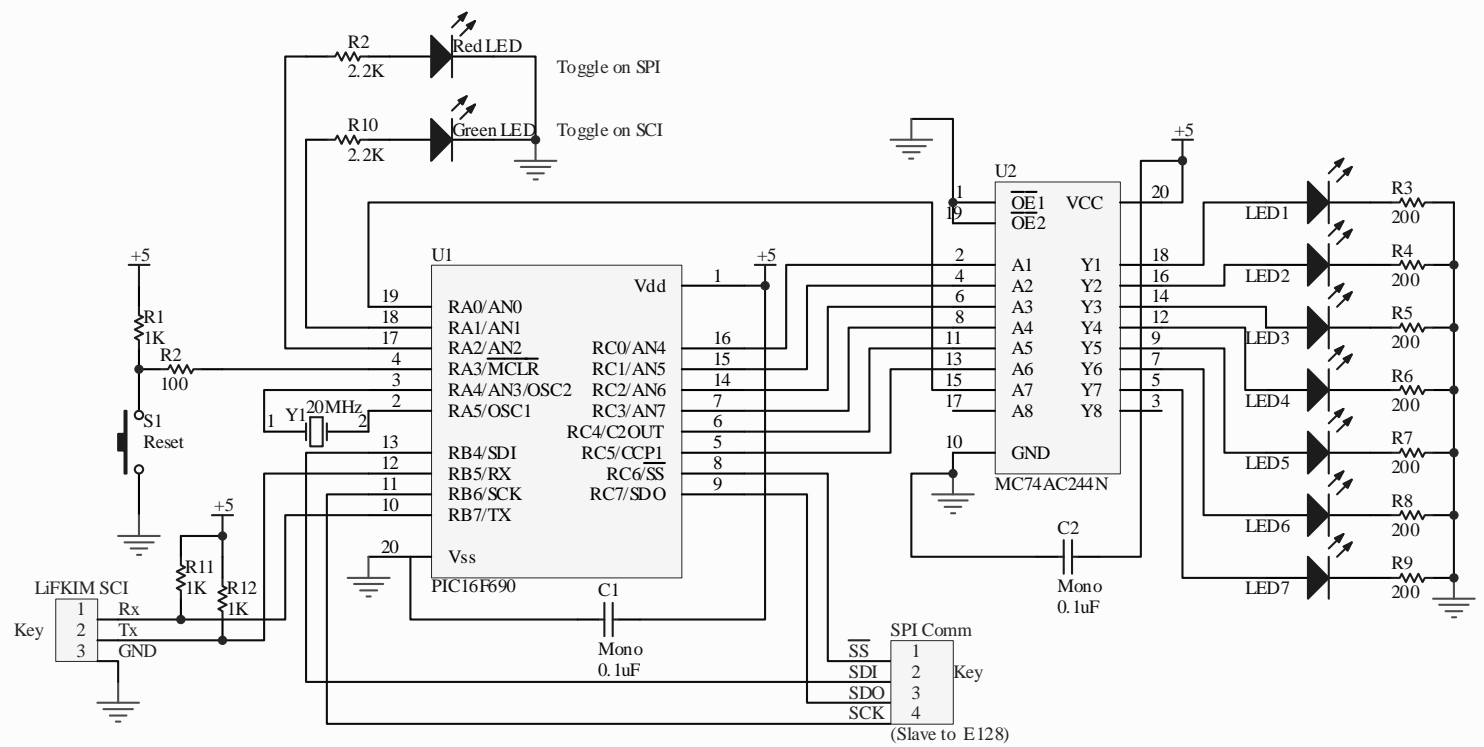 R2
2.2K
Red LED
Toggle on SPI
R10
2.2K
Green LED
Toggle on SCI
+5
R1
1K
R2
100
S1
Reset
Y1
20MHz
1
2
U1
19
RA0/AN0
18
RA1/AN1
17
RA2/AN2
4
RA3/MCLR
3
RA4/AN3/OSC2
2
RA5/OSC1
13
RB4/SDI
12
RB5/RX
11
RB6/SCK
10
RB7/TX
20
Vss
Vdd
1
+5
RC0/AN4
16
RC1/AN5
15
RC2/AN6
14
RC3/AN7
7
RC4/C2OUT
6
RC5/CCP1
5
RC6/SS
8
RC7/SDO
9
PIC16F690
C1
Mono
0.1uF
+5
R11
1K
R12
1K
LiFKIM SCI
Key
1
Rx
2
Tx
3
GND
U2
1
OE1
19
OE2
2
A1
4
A2
6
A3
8
A4
11
A5
13
A6
15
A7
17
A8
10
GND
VCC
20
+5
Y1
18
Y2
16
Y3
14
Y4
12
Y5
9
Y6
7
Y7
5
Y8
3
MC74AC244N
C2
Mono
0.1uF
LED1
R3
200
LED2
R4
200
LED3
R5
200
LED4
R6
200
LED5
R7
200
LED6
R8
200
LED7
R9
200
SPI Comm
SS
1
SDI
2
Key
SDO
3
SCK
4
(Slave to E128)